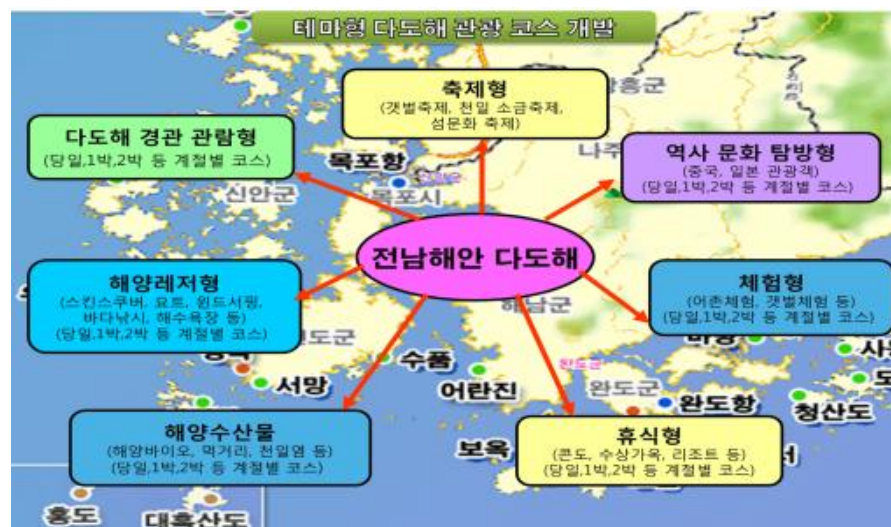 테마형 다도해 관광 코스 개발
축제형
(갯벌축제, 천일 소금축제,
섬문화 축제)
다도해 경관 관람형
(당일,1박,2박 등 계절별 코스)
역사 문화 탐방형
(중국, 일본 관광객)
(당일,1박,2박 등 계절별 코스)
목포항
목포시
신안군
나주
전남해안 다도해
해양레저형
(스킨스쿠버, 요트, 윈드서핑,
바다낚시, 해수욕장 등)
(당일,1박,2박 등 계절별 코스)
체험형
(어촌체험, 갯벌체험 등)
(당일,1박,2박 등 계절별 코스)
해남군
수품
서망
어란진
완도군
완도군
완도항
청산도
해양수산물
(해양바이오, 먹거리, 천일염 등)
(당일,1박,2박 등 계절별 코스)
휴식형
(콘도, 수상가옥, 리조트 등)
(당일,1박,2박 등 계절별 코스)
보옥
홍도
대흑산도